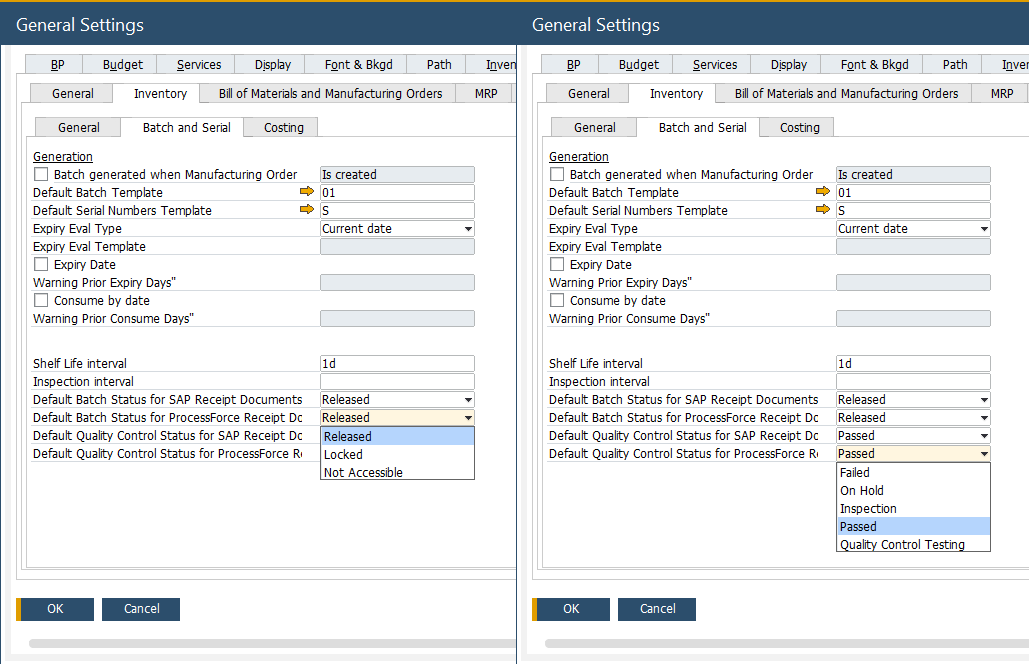 General Settings
BP Budget Services Display Font & Bkgd Path Inven
General Inventory Bill of Materials and Manufacturing Orders MRP
General Batch and Serial Costing
Generation
Batch generated when Manufacturing Order Is created
Default Batch Template 01
Default Serial Numbers Template S
Expiry Eval Type Current date
Expiry Eval Template
Expiry Date
Warning Prior Expiry Days"
Consume by date
Warning Prior Consume Days"
Shelf Life interval 1d
Inspection interval
Default Batch Status for SAP Receipt Documents Released
Default Batch Status for ProcessForce Receipt Do Released
Default Quality Control Status for SAP Receipt Do
Default Quality Control Status for ProcessForce Re
Released
Locked
Not Accessible
OK Cancel
General Settings
BP Budget Services Display Font & Bkgd Path Inver
General Inventory Bill of Materials and Manufacturing Orders MRP
General Batch and Serial Costing
Generation
Batch generated when Manufacturing Order Is created
Default Batch Template 01
Default Serial Numbers Template S
Expiry Eval Type Current date
Expiry Eval Template
Expiry Date
Warning Prior Expiry Days"
Consume by date
Warning Prior Consume Days"
Shelf Life interval 1d
Inspection interval
Default Batch Status for SAP Receipt Documents Released
Default Batch Status for ProcessForce Receipt Do Released
Default Quality Control Status for SAP Receipt Do Passed
Default Quality Control Status for ProcessForce Re Passed
Failed
On Hold
Inspection
Passed
Quality Control Testing
OK Cancel